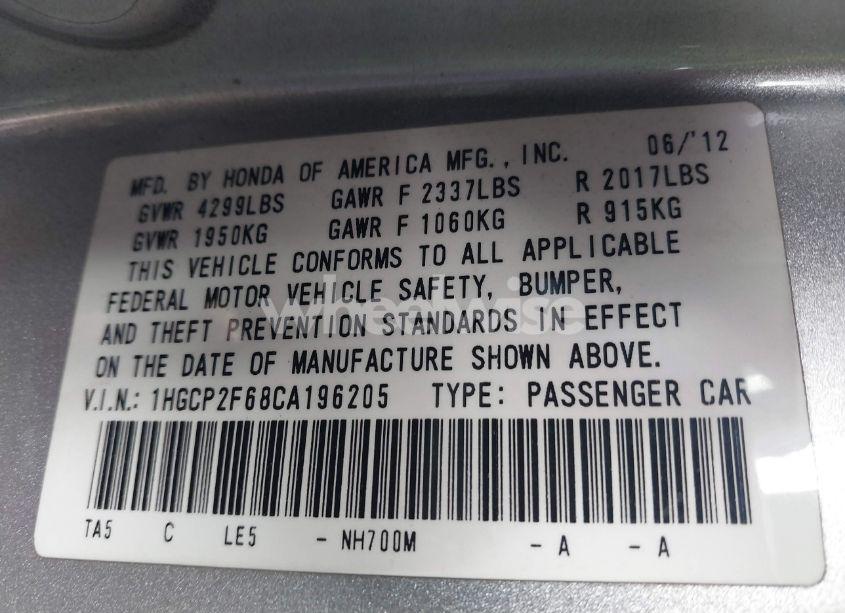 MFD. BY HONDA OF AMERICA MFG., INC. 06/'12
GVWR 4299LBS GAWR F 2337LBS R 2017LBS
GVWR 1950KG GAWR F 1060KG R 915KG
THIS VEHICLE CONFORMS TO ALL APPLICABLE
FEDERAL MOTOR VEHICLE SAFETY, BUMPER,
AND THEFT PREVENTION STANDARDS IN EFFECT
ON THE DATE OF MANUFACTURE SHOWN ABOVE.
V.I.N.: 1HGCP2F68CA196205 TYPE: PASSENGER CAR
TA5 C LE5 - NH700M - A - A
wheelwise